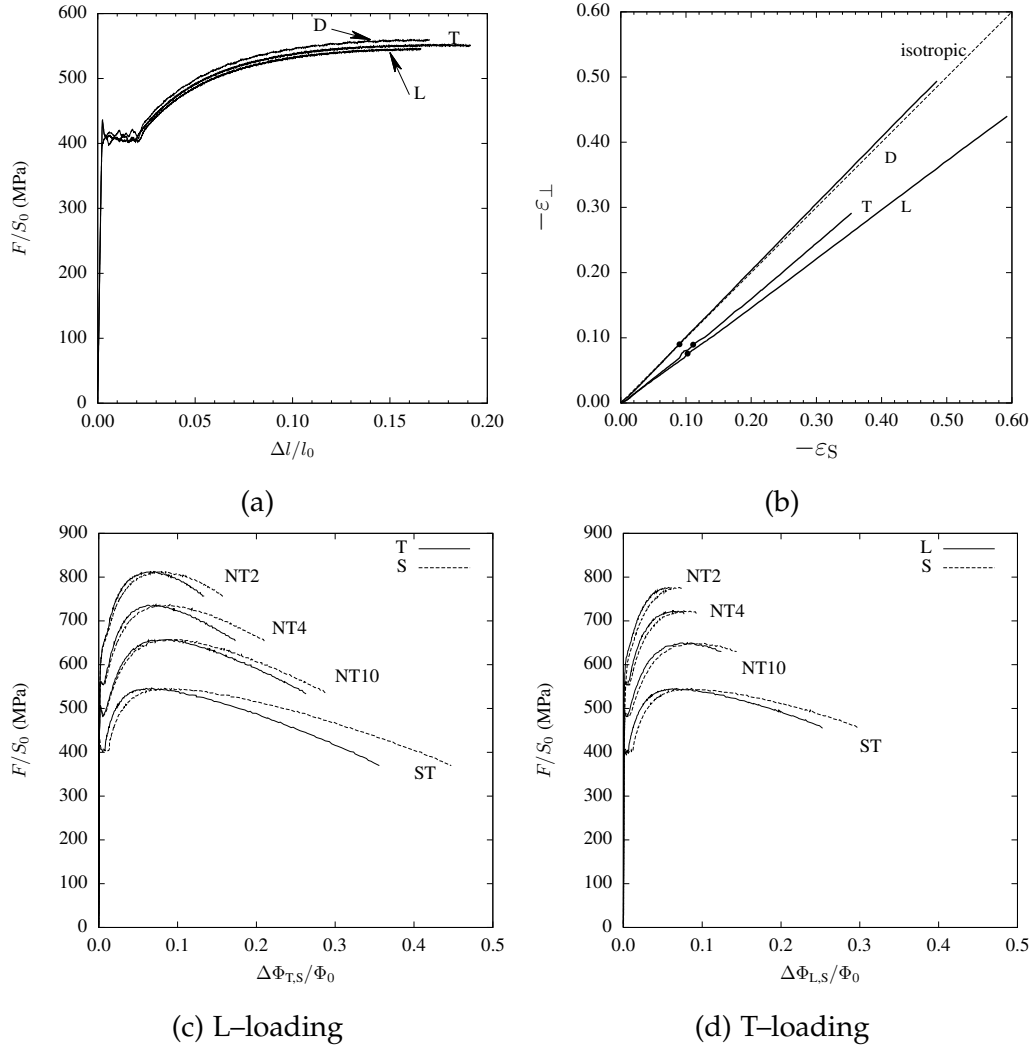 600
500
400
300
200
100
0
0.00 0.05 0.10 0.15 0.20
F/S₀ (MPa)
Δl/l₀
D
T
L
(a)
0.60
0.50
0.40
0.30
0.20
0.10
0.00
0.00 0.10 0.20 0.30 0.40 0.50 0.60
−ε⊥
−εS
isotropic
D
T L
(b)
900
800
700
600
500
400
300
200
100
0
0.0 0.1 0.2 0.3 0.4 0.5
F/S₀ (MPa)
ΔΦT,S/Φ₀
T
S
NT2
NT4
NT10
ST
(c) L–loading
900
800
700
600
500
400
300
200
100
0
0.0 0.1 0.2 0.3 0.4 0.5
F/S₀ (MPa)
ΔΦL,S/Φ₀
L
S
NT2
NT4
NT10
ST
(d) T–loading